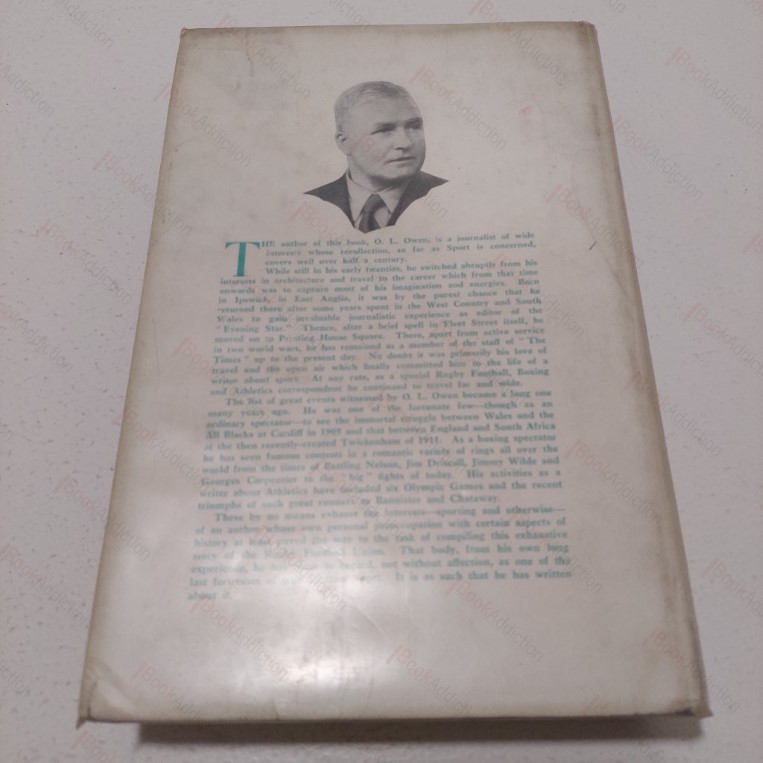 THE author of this book, O. L. Owen, is a journalist of wide
interests whose recollection, so far as Sport is concerned,
covers well over half a century.
While still in his early twenties, he switched abruptly from his
interests in architecture and travel to the career which from that time
onwards was to capture most of his imagination and energies. Born
in Ipswich, in East Anglia, it was by the purest chance that he
returned there after some years spent in the West Country and South
Wales to gain invaluable journalistic experience as editor of the
"Evening Star." Thence, after a brief spell in Fleet Street itself, he
moved on to Printing House Square. There, apart from active service
in two world wars, he has remained as a member of the staff of "The
Times" up to the present day. No doubt it was primarily his love of
travel and the open air which finally committed him to the life of a
writer about sport. At any rate, as a special Rugby Football, Boxing
and Athletics correspondent he continued to travel far and wide.
The list of great events witnessed by O. L. Owen became a long one
many years ago. He was one of the fortunate few—though as an
ordinary spectator—to see the immortal struggle between Wales and the
All Blacks at Cardiff in 1905 and that between England and South Africa
at the then recently-created Twickenham of 1911. As a boxing spectator
he has seen famous contests in a romantic variety of rings all over the
world from the times of Battling Nelson, Jim Driscoll, Jimmy Wilde and
Georges Carpentier to the "big" fights of today. His activities as a
writer about Athletics have included six Olympic Games and the recent
triumphs of such great runners as Bannister and Chataway.
These by no means exhaust the interests—sporting and otherwise—
of an author whose own personal preoccupation with certain aspects of
history at least to the task of compiling this exhaustive
story of the Rugby Football Union. That body, from his own long
experience, he has to regard, not without affection, as one of the
last fortresses of It is as such that he has written
about it.
BookAddiction